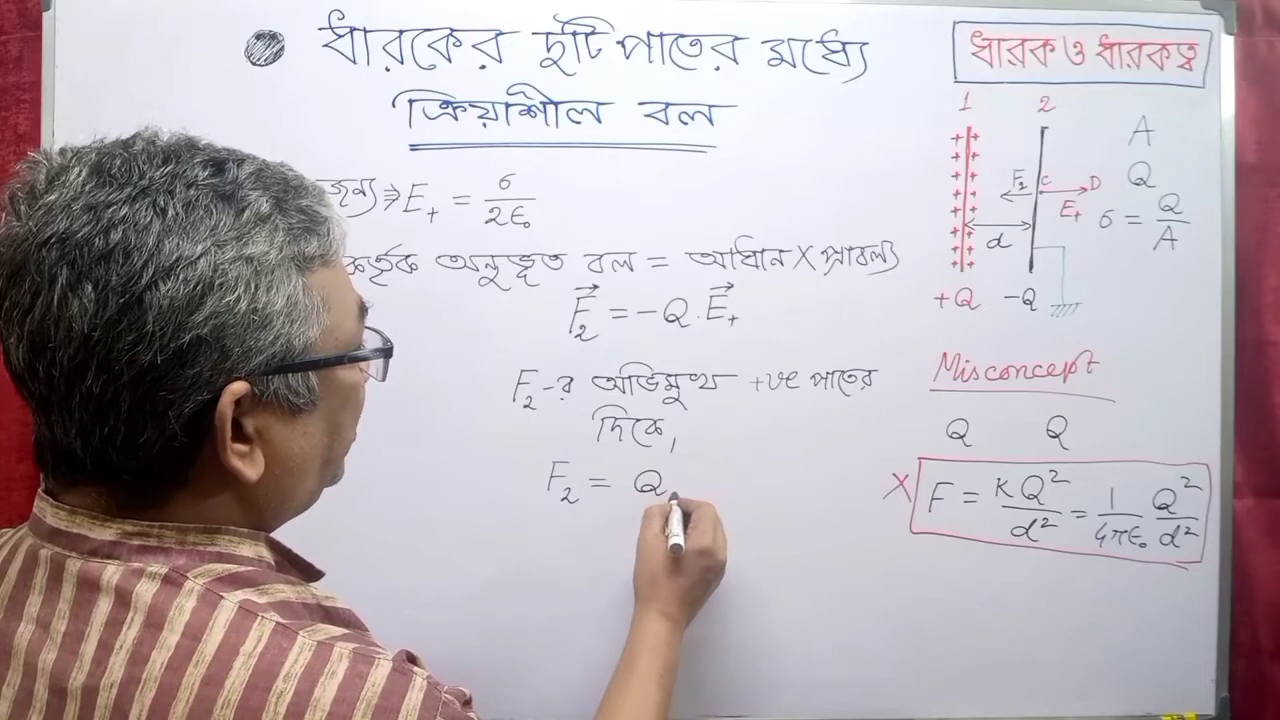 ধারকের দুটি পাতের মধ্যে
ক্রিয়াশীল বল
জন্য ⇒ E₊ = σ/2ε₀
কর্তৃক অনুভূত বল = আধান × প্রাবল্য
F⃗₂ = -Q.E⃗₊
F₂-র অভিমুখ +ve পাতের
দিকে,
F₂ = Q
ধারক ও ধারকত্ব
1 2
A
Q
σ = Q/A
F₂ C D
E₊
d
+Q -Q
Misconcept
Q Q
X F = KQ²/d² = 1/4πε₀ Q²/d²